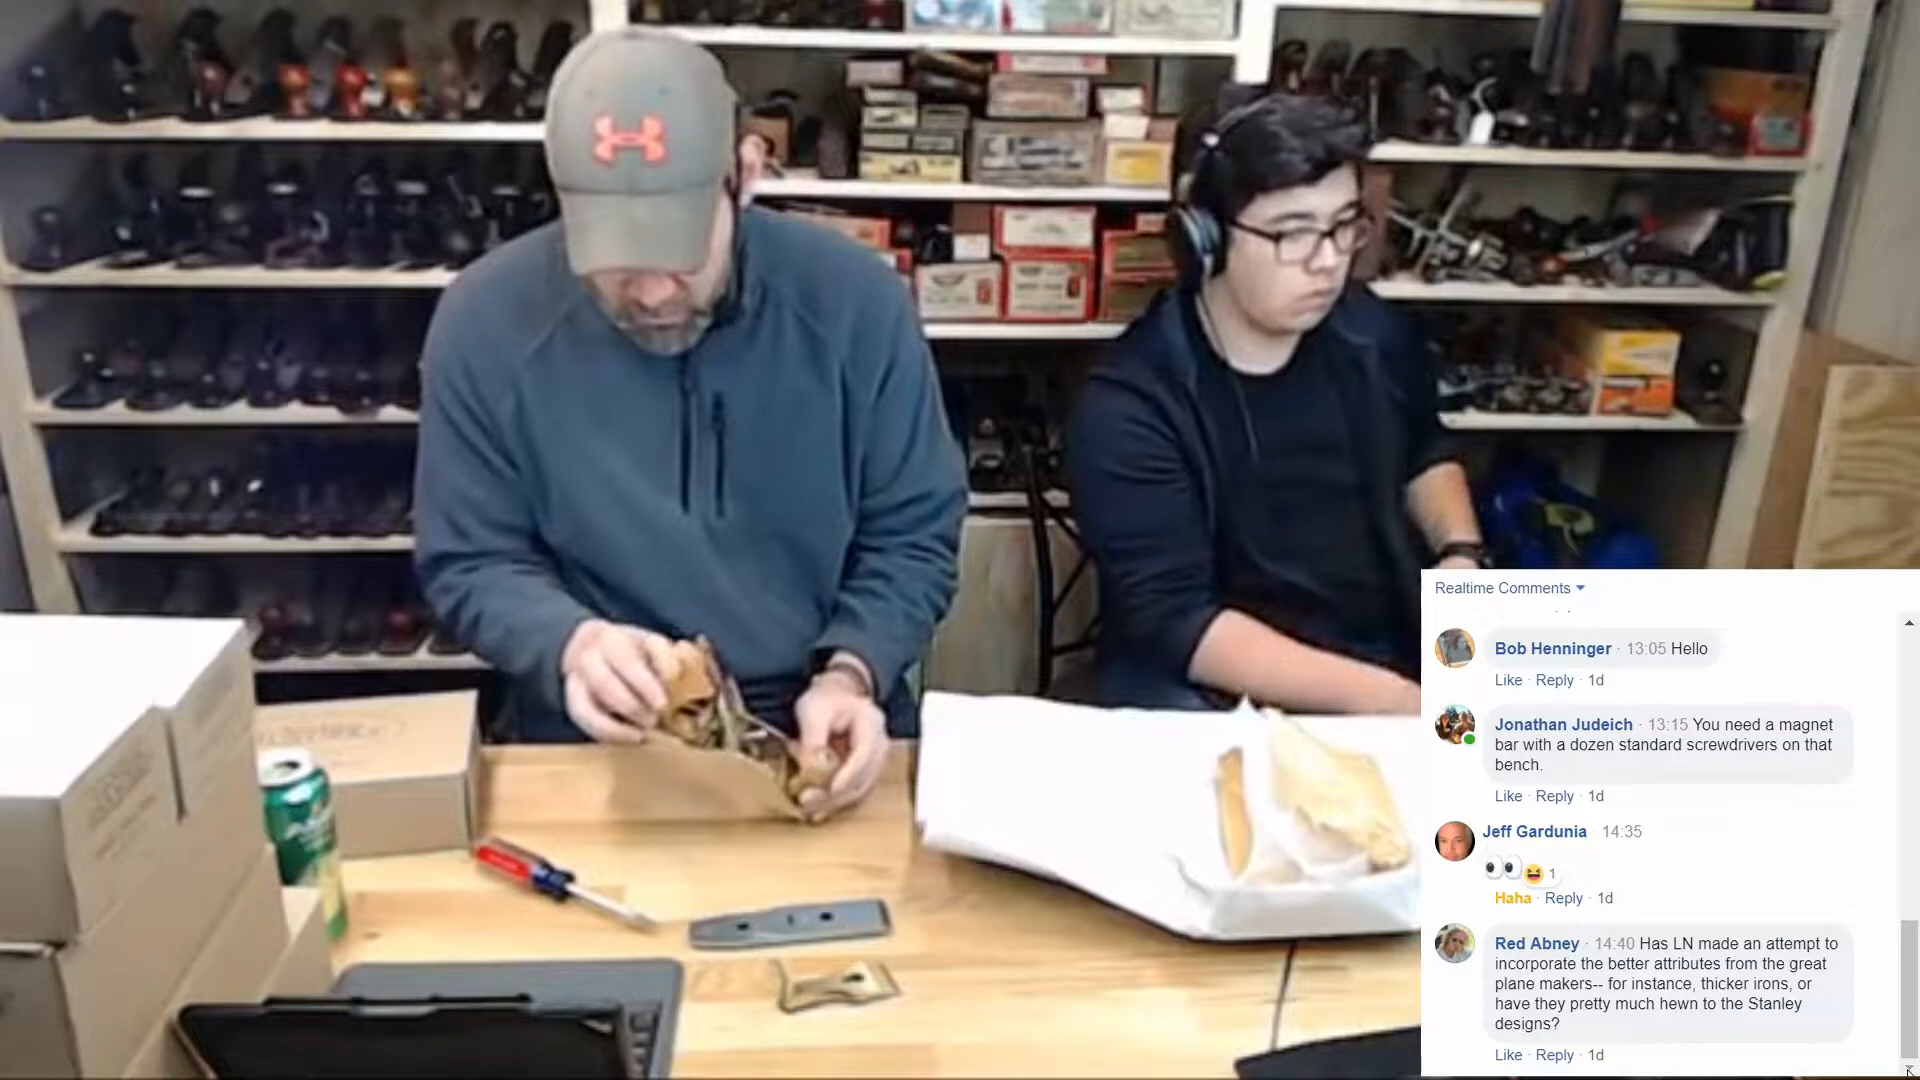 Realtime Comments
Bob Henninger · 13:05 Hello
Like · Reply · 1d
Jonathan Judeich · 13:15 You need a magnet
bar with a dozen standard screwdrivers on that
bench.
Like · Reply · 1d
Jeff Gardunia · 14:35
1
Haha · Reply · 1d
Red Abney · 14:40 Has LN made an attempt to
incorporate the better attributes from the great
plane makers-- for instance, thicker irons, or
have they pretty much hewn to the Stanley
designs?
Like · Reply · 1d